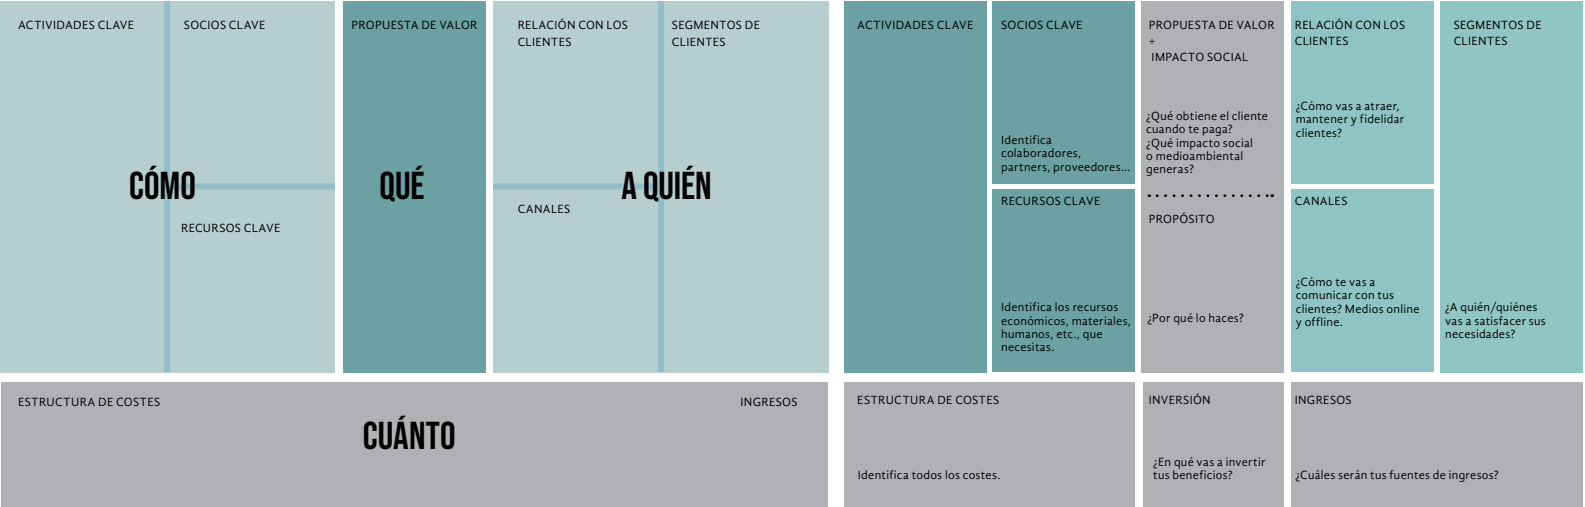 ACTIVIDADES CLAVE
SOCIOS CLAVE
CÓMO
RECURSOS CLAVE
PROPUESTA DE VALOR
QUÉ
RELACIÓN CON LOS
CLIENTES
SEGMENTOS DE
CLIENTES
A QUIÉN
CANALES
ESTRUCTURA DE COSTES
INGRESOS
CUÁNTO
ACTIVIDADES CLAVE
SOCIOS CLAVE
Identifica
colaboradores,
partners, proveedores...
RECURSOS CLAVE
Identifica los recursos
económicos, materiales,
humanos, etc., que
necesitas.
PROPUESTA DE VALOR
+
IMPACTO SOCIAL
¿Qué obtiene el cliente
cuando te paga?
¿Qué impacto social
o medioambiental
generas?
PROPÓSITO
¿Por qué lo haces?
RELACIÓN CON LOS
CLIENTES
¿Cómo vas a atraer,
mantener y fidelidar
clientes?
CANALES
¿Cómo te vas a
comunicar con tus
clientes? Medios online
y offline.
SEGMENTOS DE
CLIENTES
¿A quién/quiénes
vas a satisfacer sus
necesidades?
ESTRUCTURA DE COSTES
Identifica todos los costes.
INVERSIÓN
¿En qué vas a invertir
tus beneficios?
INGRESOS
¿Cuáles serán tus fuentes de ingresos?